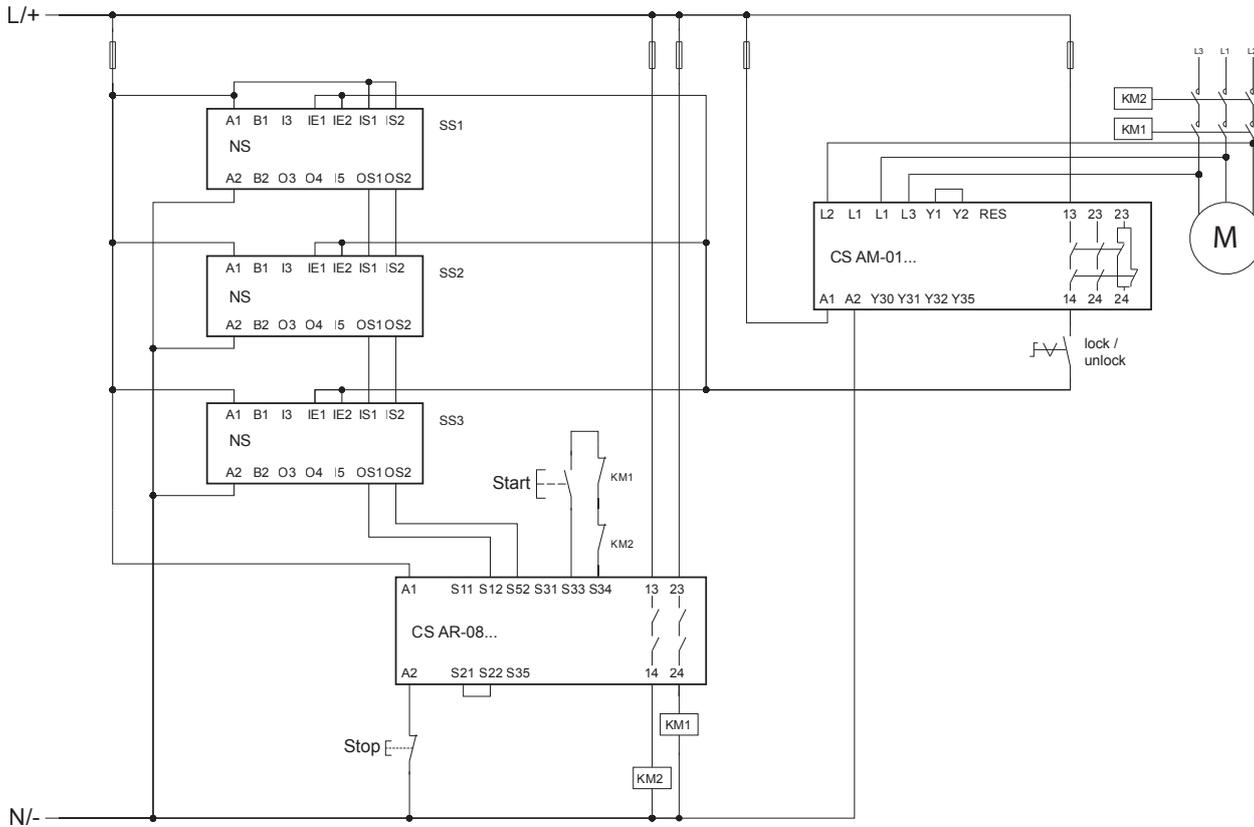 L/+
L3 L1 L2
KM2
KM1
M
A1 B1 I3 IE1 IE2 IS1 IS2
SS1
NS
A2 B2 O3 O4 I5 OS1 OS2
L2 L1 L1 L3 Y1 Y2 RES 13 23 23
CS AM-01...
A1 A2 Y30 Y31 Y32 Y35 14 24 24
A1 B1 I3 IE1 IE2 IS1 IS2
SS2
NS
A2 B2 O3 O4 I5 OS1 OS2
lock /
unlock
A1 B1 I3 IE1 IE2 IS1 IS2
SS3
NS
A2 B2 O3 O4 I5 OS1 OS2
Start
KM1
KM2
A1 S11 S12 S52 S31 S33 S34 13 23
CS AR-08...
A2 S21 S22 S35 14 24
KM1
Stop
KM2
N/-